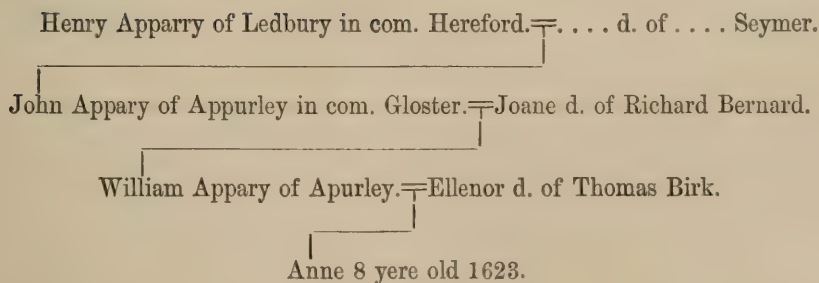 Henry Apparry of Ledbury in com. Hereford.=. . . . d. of . . . . Seymer.
John Appary of Appurley in com. Gloster.=Joane d. of Richard Bernard.
William Appary of Apurley.=Ellenor d. of Thomas Birk.
Anne 8 yere old 1623.